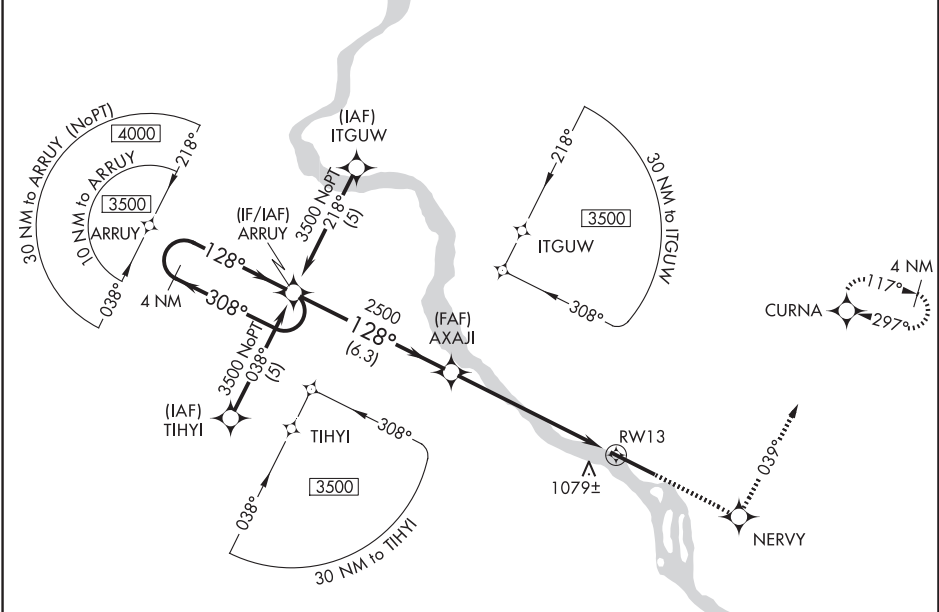 30 NM to ARRUY (NoPT)
4000
10 NM to ARRUY
3500
ARRUY
218°
038°
(IAF)
ITGUW
3500 NoPT
218°
(5)
(IF/IAF)
ARRUY
128°
308°
4 NM
3500 NoPT
038°
(5)
(IAF)
TIHYI
2500
128°
(6.3)
(FAF)
AXAJI
218°
30 NM to ITGUW
3500
ITGUW
308°
4 NM
117°
CURNA
297°
TIHYI
308°
3500
038°
30 NM to TIHYI
RW13
1079±
039°
NERVY